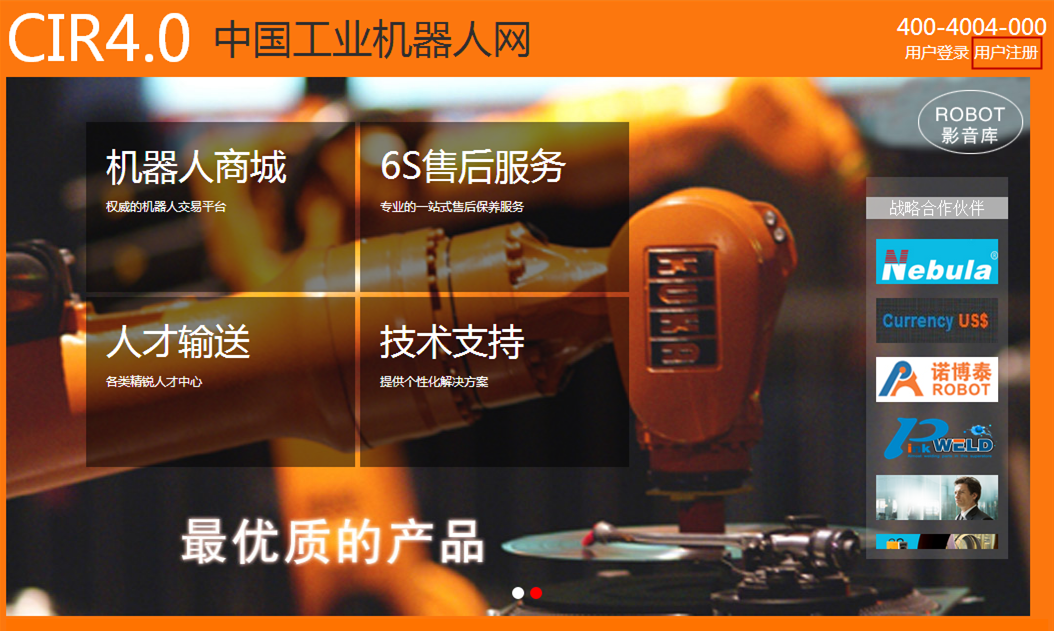 CIR4.0 中国工业机器人网
400-4004-000
用户登录 用户注册
ROBOT
影音库
机器人商城
权威的机器人交易平台
6S售后服务
专业的一站式售后保养服务
人才输送
各类精锐人才中心
技术支持
提供个性化解决方案
KUKA
最优质的产品
战略合作伙伴
Nebula®
Currency US$
诺博泰
ROBOT
PinkWELD